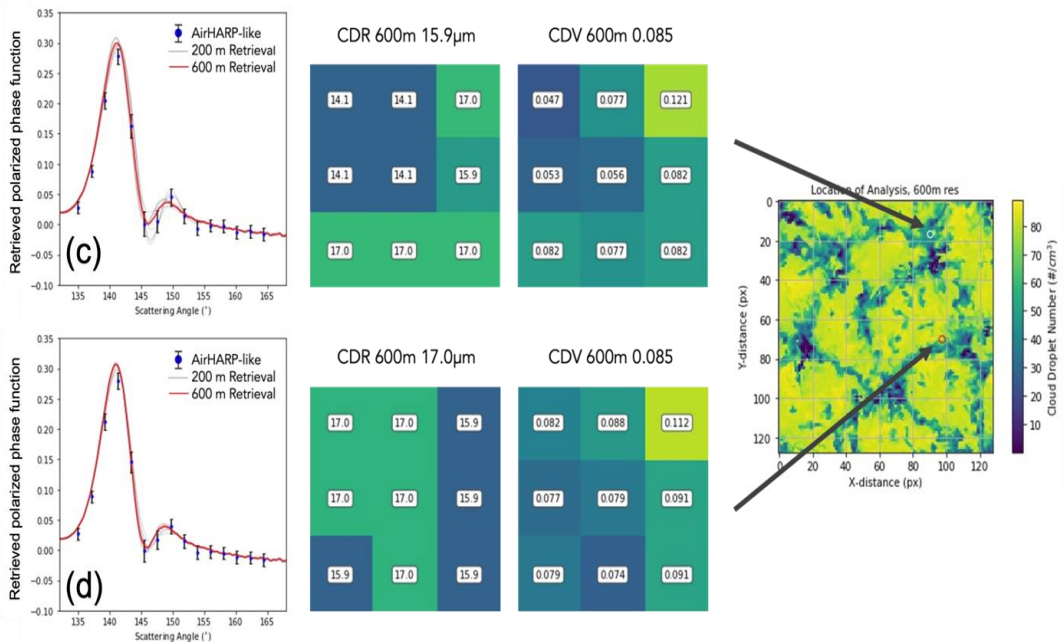 0.35
0.30
0.25
0.20
0.15
0.10
0.05
0.00
−0.05
−0.10
Retrieved polarized phase function
AirHARP-like
200 m Retrieval
600 m Retrieval
(c)
135 140 145 150 155 160 165
Scattering Angle (°)
CDR 600m 15.9μm
14.1 14.1 17.0
14.1 14.1 15.9
17.0 17.0 17.0
CDV 600m 0.085
0.047 0.077 0.121
0.053 0.056 0.082
0.082 0.077 0.082
0.35
0.30
0.25
0.20
0.15
0.10
0.05
0.00
−0.05
−0.10
Retrieved polarized phase function
AirHARP-like
200 m Retrieval
600 m Retrieval
(d)
135 140 145 150 155 160 165
Scattering Angle (°)
CDR 600m 17.0μm
17.0 17.0 15.9
17.0 17.0 15.9
15.9 17.0 15.9
CDV 600m 0.085
0.082 0.088 0.112
0.077 0.079 0.091
0.079 0.074 0.091
Location of Analysis, 600m res
0
20
40
60
80
100
120
Y-distance (px)
0 20 40 60 80 100 120
X-distance (px)
80
70
60
50
40
30
20
10
Cloud Droplet Number (#/cm³)